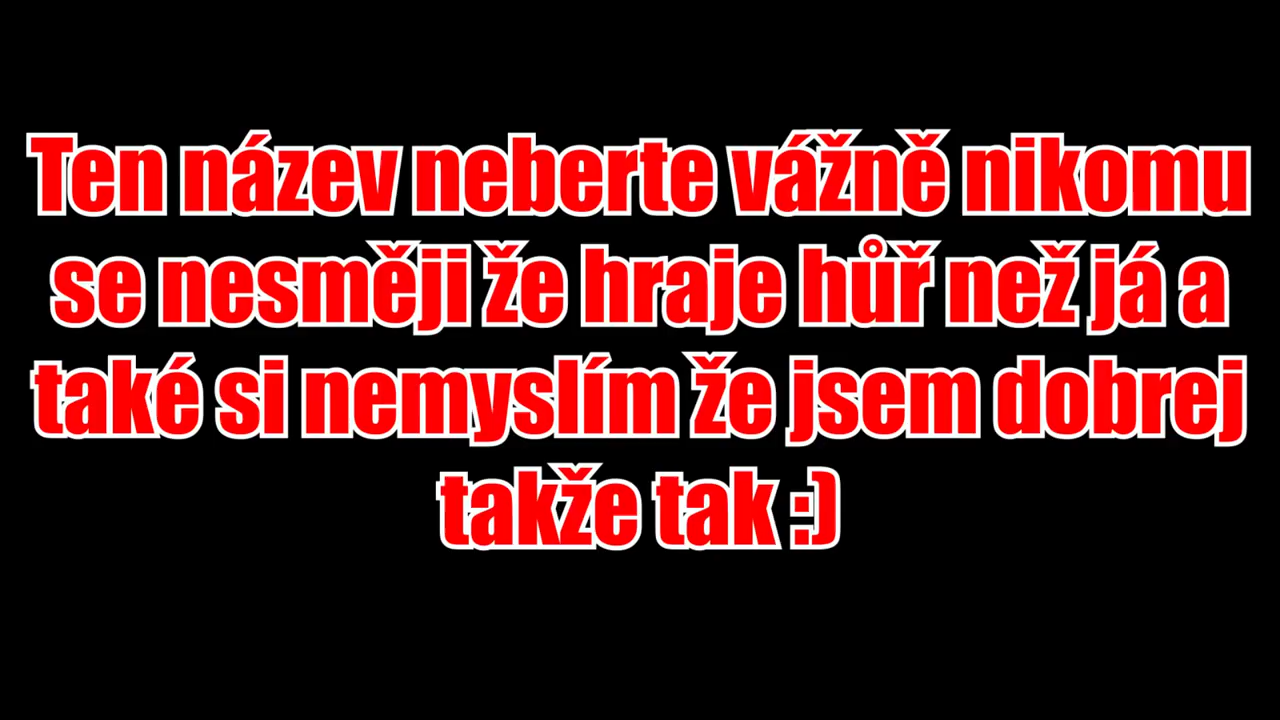 Ten název neberte vážně nikomu
se nesměji že hraje hůř než já a
také si nemyslím že jsem dobrej
takže tak :)